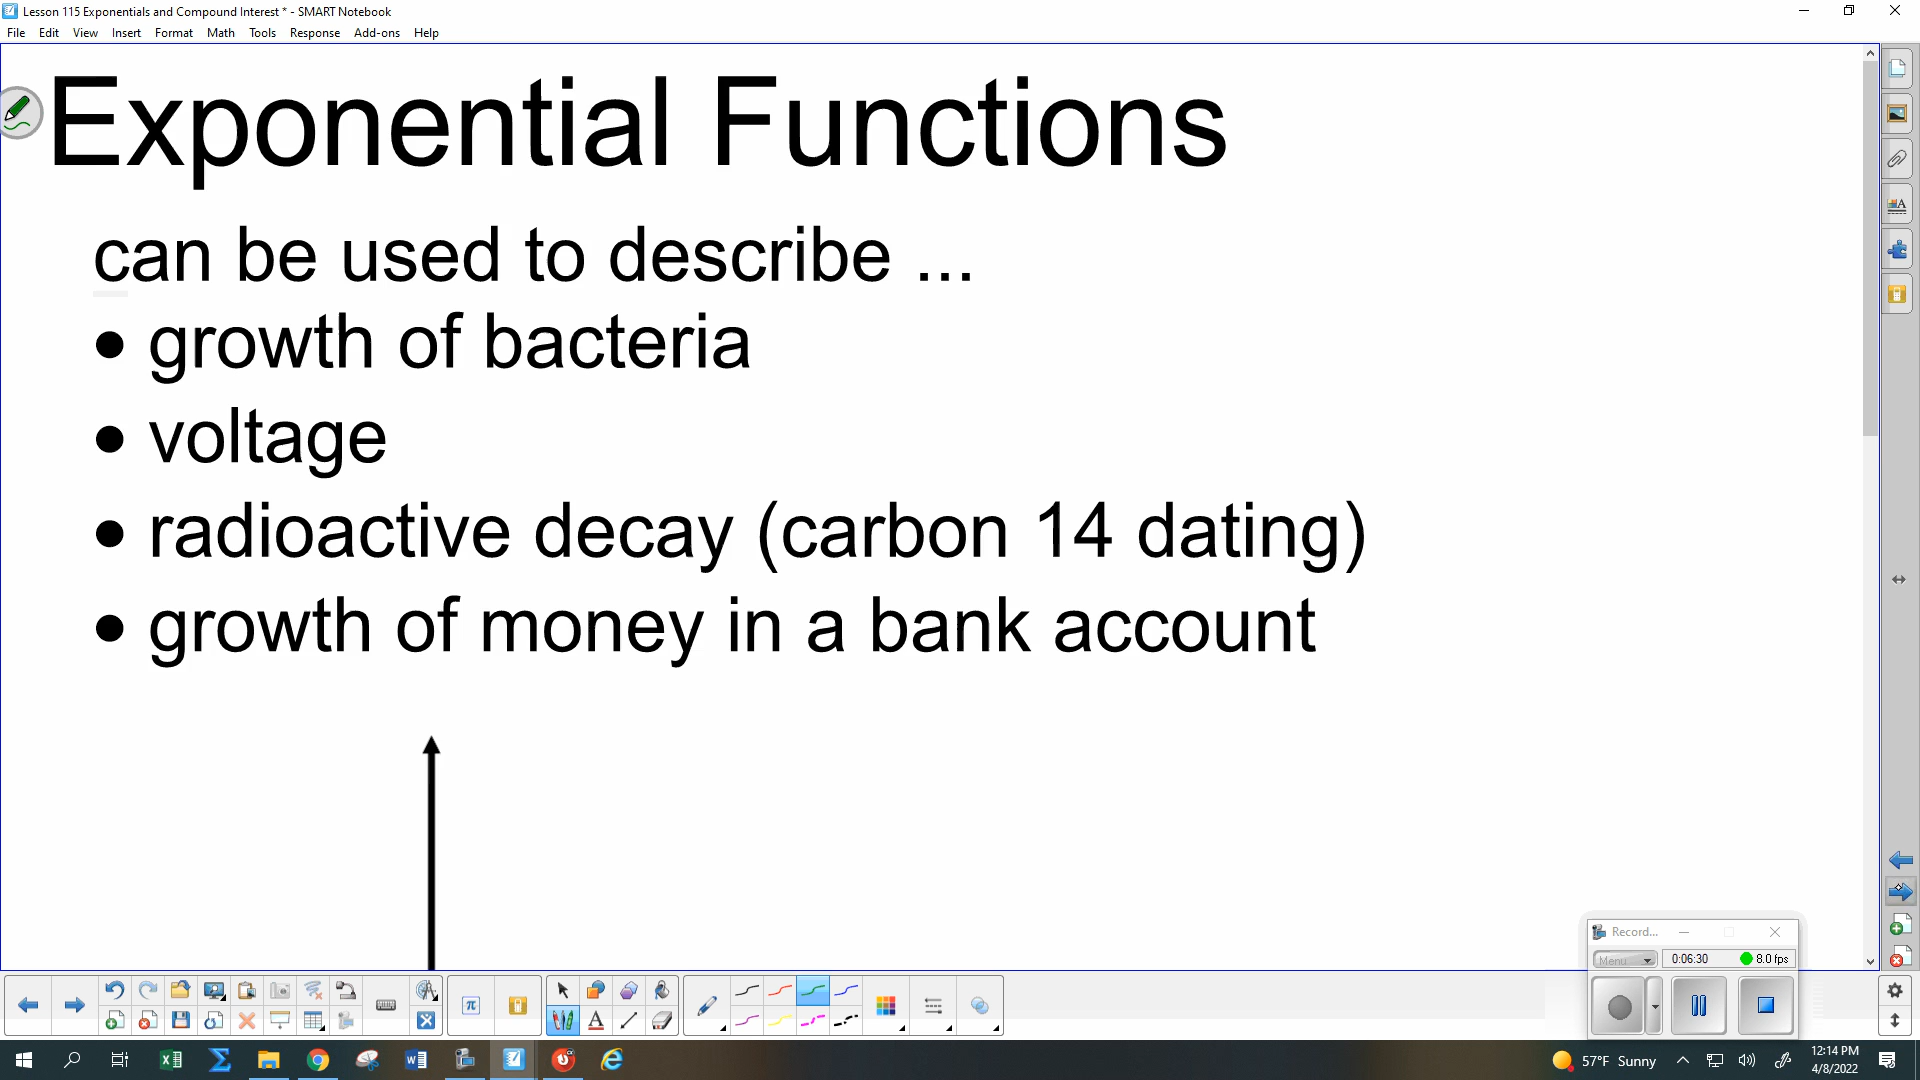 Lesson 115 Exponentials and Compound Interest * - SMART Notebook
File Edit View Insert Format Math Tools Response Add-ons Help
Exponential Functions
can be used to describe ...
• growth of bacteria
• voltage
• radioactive decay (carbon 14 dating)
• growth of money in a bank account
Record...
Menu 0:06:30 8.0 fps
57°F Sunny
12:14 PM
4/8/2022